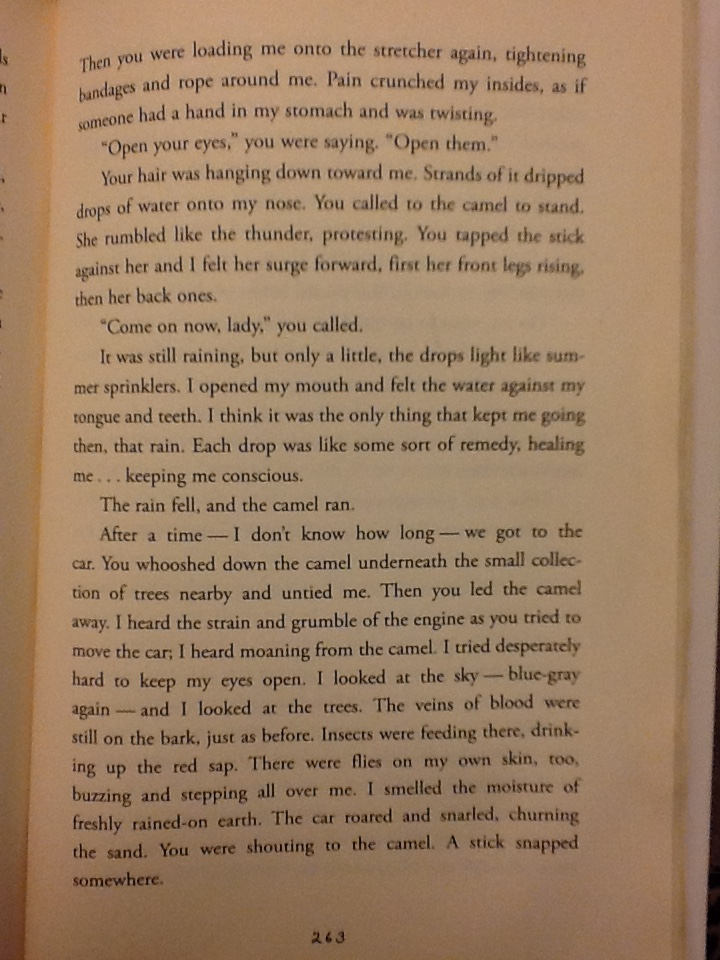 Then you were loading me onto the stretcher again, tightening
bandages and rope around me. Pain crunched my insides, as if
someone had a hand in my stomach and was twisting.
“Open your eyes,” you were saying. “Open them.”
Your hair was hanging down toward me. Strands of it dripped
drops of water onto my nose. You called to the camel to stand.
She rumbled like the thunder, protesting. You tapped the stick
against her and I felt her surge forward, first her front legs rising,
then her back ones.
“Come on now, lady,” you called.
It was still raining, but only a little, the drops light like sum-
mer sprinklers. I opened my mouth and felt the water against my
tongue and teeth. I think it was the only thing that kept me going
then, that rain. Each drop was like some sort of remedy, healing
me . . . keeping me conscious.
The rain fell, and the camel ran.
After a time — I don’t know how long — we got to the
car. You whooshed down the camel underneath the small collec-
tion of trees nearby and untied me. Then you led the camel
away. I heard the strain and grumble of the engine as you tried to
move the car; I heard moaning from the camel. I tried desperately
hard to keep my eyes open. I looked at the sky — blue-gray
again — and I looked at the trees. The veins of blood were
still on the bark, just as before. Insects were feeding there, drink-
ing up the red sap. There were flies on my own skin, too,
buzzing and stepping all over me. I smelled the moisture of
freshly rained-on earth. The car roared and snarled, churning
the sand. You were shouting to the camel. A stick snapped
somewhere.
263